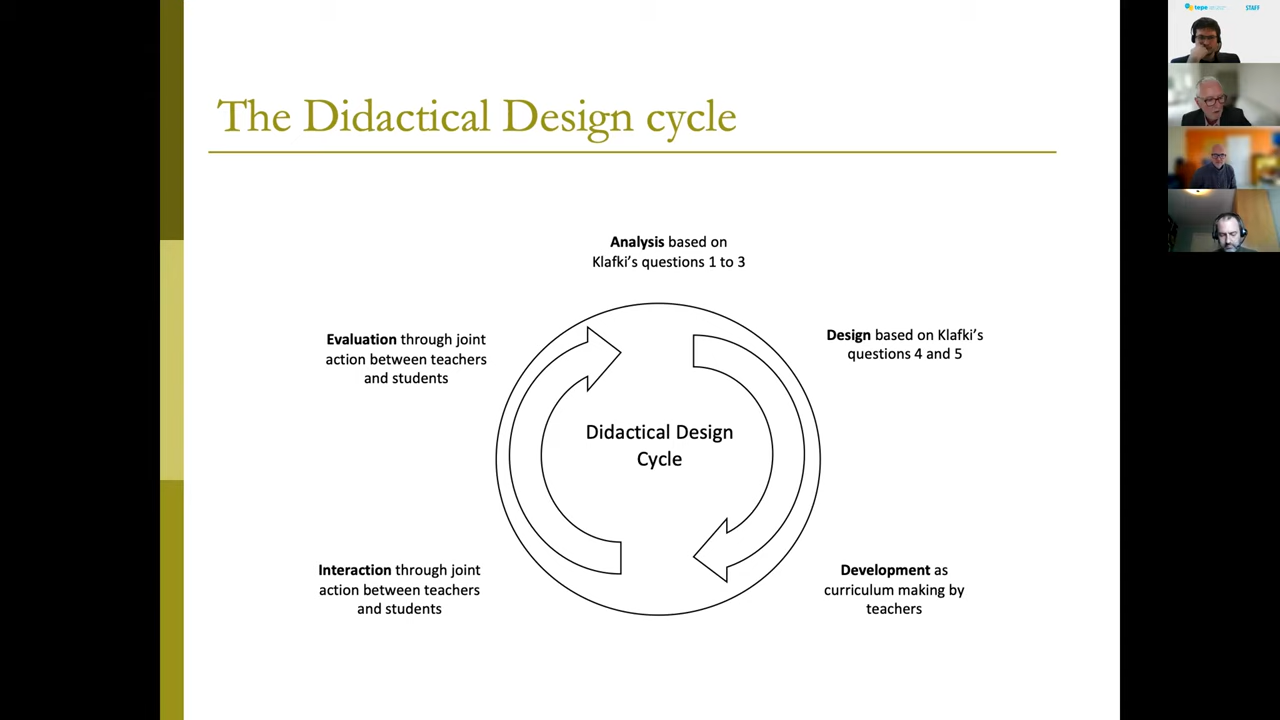 The Didactical Design cycle
Analysis based on
Klafki's questions 1 to 3
Evaluation through joint
action between teachers
and students
Design based on Klafki's
questions 4 and 5
Didactical Design
Cycle
Interaction through joint
action between teachers
and students
Development as
curriculum making by
teachers
tepe
STAFF